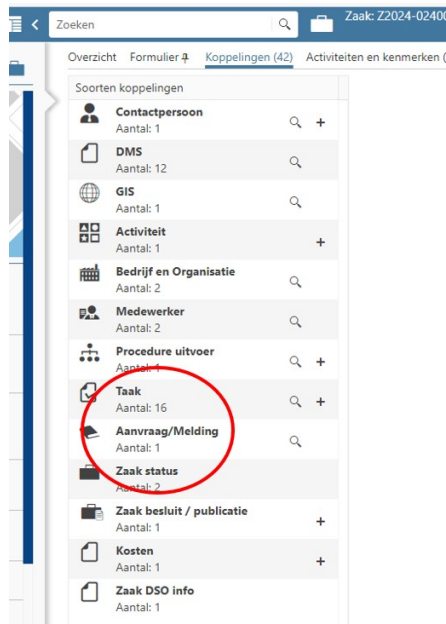 Zoeken
Zaak: Z2024-02400
Overzicht Formulier Koppelingen (42) Activiteiten en kenmerken (
Soorten koppelingen
Contactpersoon
Aantal: 1
DMS
Aantal: 12
GIS
Aantal: 1
Activiteit
Aantal: 1
Bedrijf en Organisatie
Aantal: 2
Medewerker
Aantal: 2
Procedure uitvoer
Aantal: 1
Taak
Aantal: 16
Aanvraag/Melding
Aantal: 1
Zaak status
Aantal: 2
Zaak besluit / publicatie
Aantal: 1
Kosten
Aantal: 1
Zaak DSO info
Aantal: 1